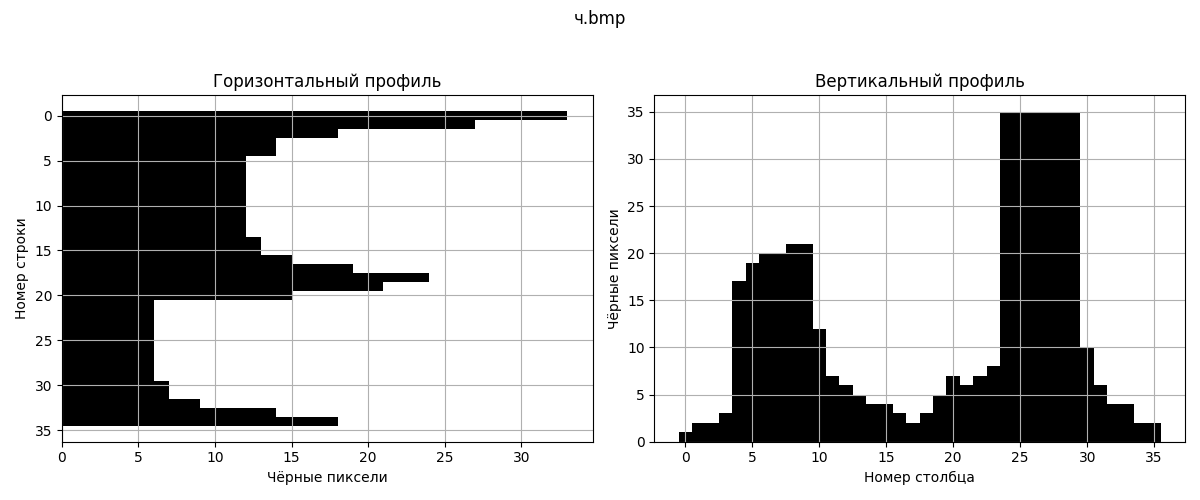 ч.bmp
Горизонтальный профиль
Номер строки
0
5
10
15
20
25
30
35
0 5 10 15 20 25 30
Чёрные пиксели
Вертикальный профиль
Чёрные пиксели
35
30
25
20
15
10
5
0
0 5 10 15 20 25 30 35
Номер столбца